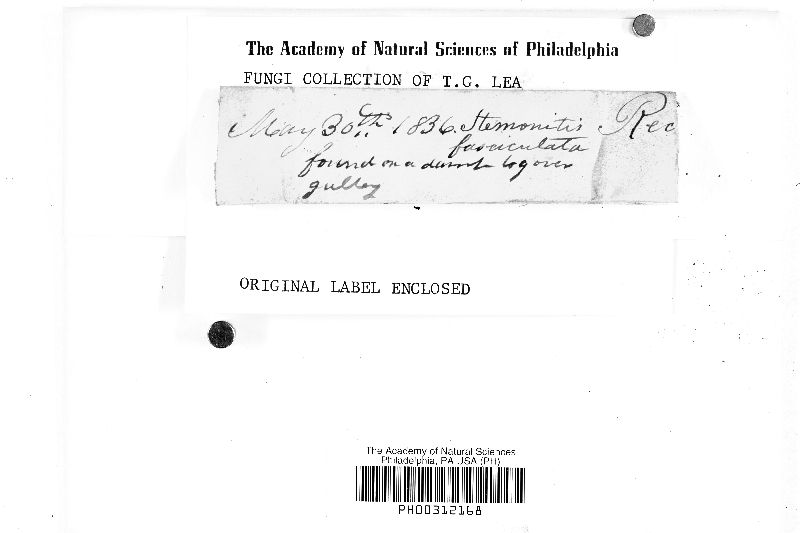 The Academy of Natural Sciences of Philadelphia
FUNGI COLLECTION OF T.G. LEA
May 30th 1836. Stemonitis Rec
fasciculata
found on a damp log over
gulley
ORIGINAL LABEL ENCLOSED
The Academy of Natural Sciences
Philadelphia, PA USA (PH)
PH00312168